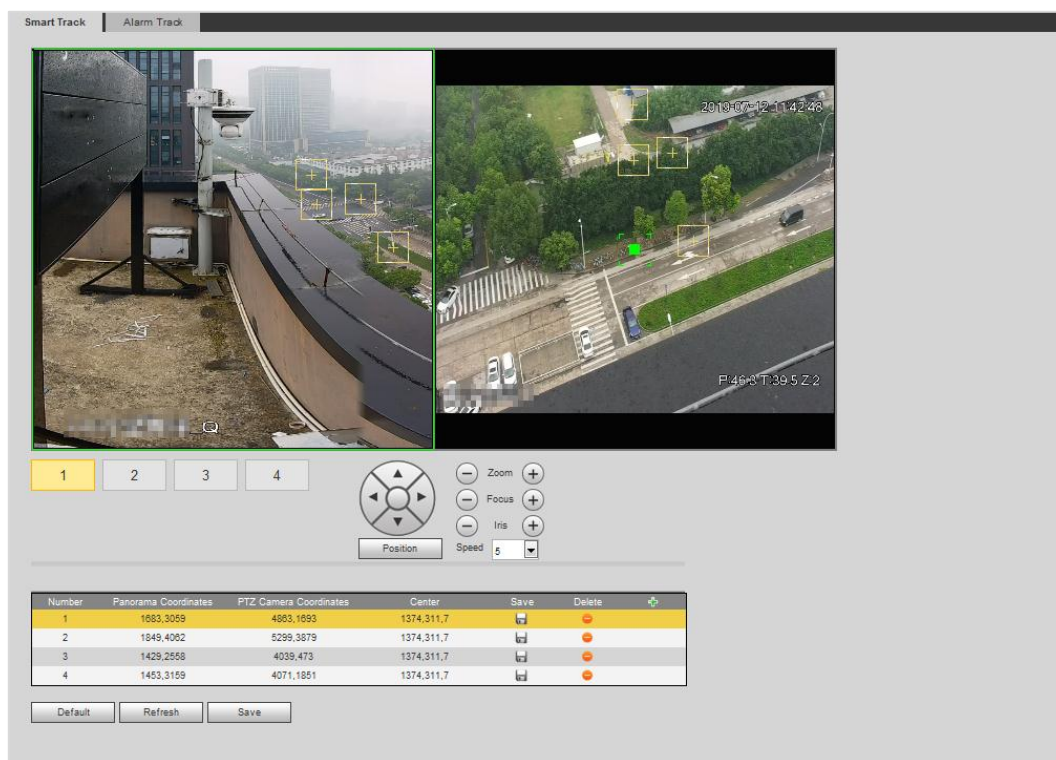 Smart Track Alarm Track
2019-07-12 11:42:48
P:46.8 T:39.5 Z:2
1 2 3 4
Zoom
Focus
Iris
Position Speed 5
Number Panorama Coordinates PTZ Camera Coordinates Center Save Delete
1 1683,3059 4863,1693 1374,311,7
2 1849,4062 5299,3879 1374,311,7
3 1429,2558 4039,473 1374,311,7
4 1453,3159 4071,1851 1374,311,7
Default Refresh Save